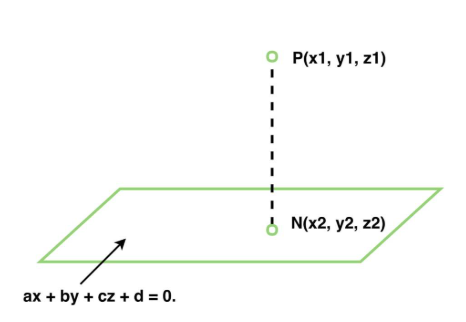 P(x1, y1, z1)
N(x2, y2, z2)
ax + by + cz + d = 0.